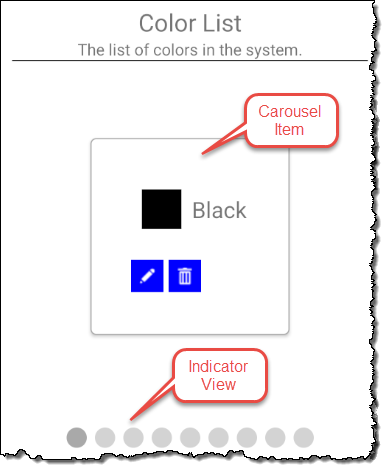 Color List
The list of colors in the system.
Carousel
Item
Black
Indicator
View